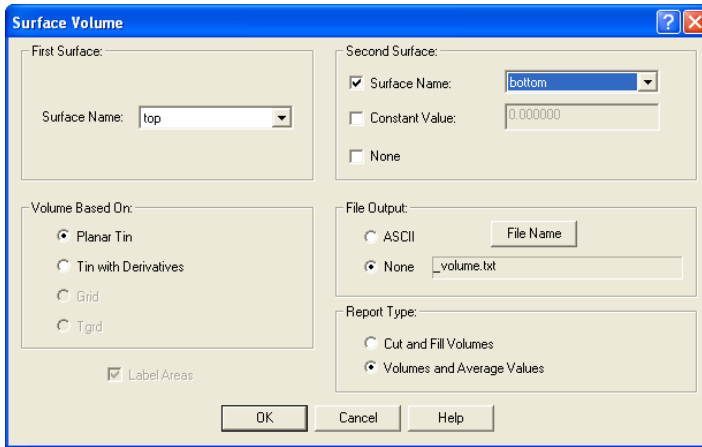 Surface Volume
First Surface:
Surface Name: top
Second Surface:
Surface Name: bottom
Constant Value: 0.000000
None
Volume Based On:
Planar Tin
Tin with Derivatives
Grid
Tgrd
Label Areas
File Output:
ASCII File Name
None _volume.txt
Report Type:
Cut and Fill Volumes
Volumes and Average Values
OK Cancel Help